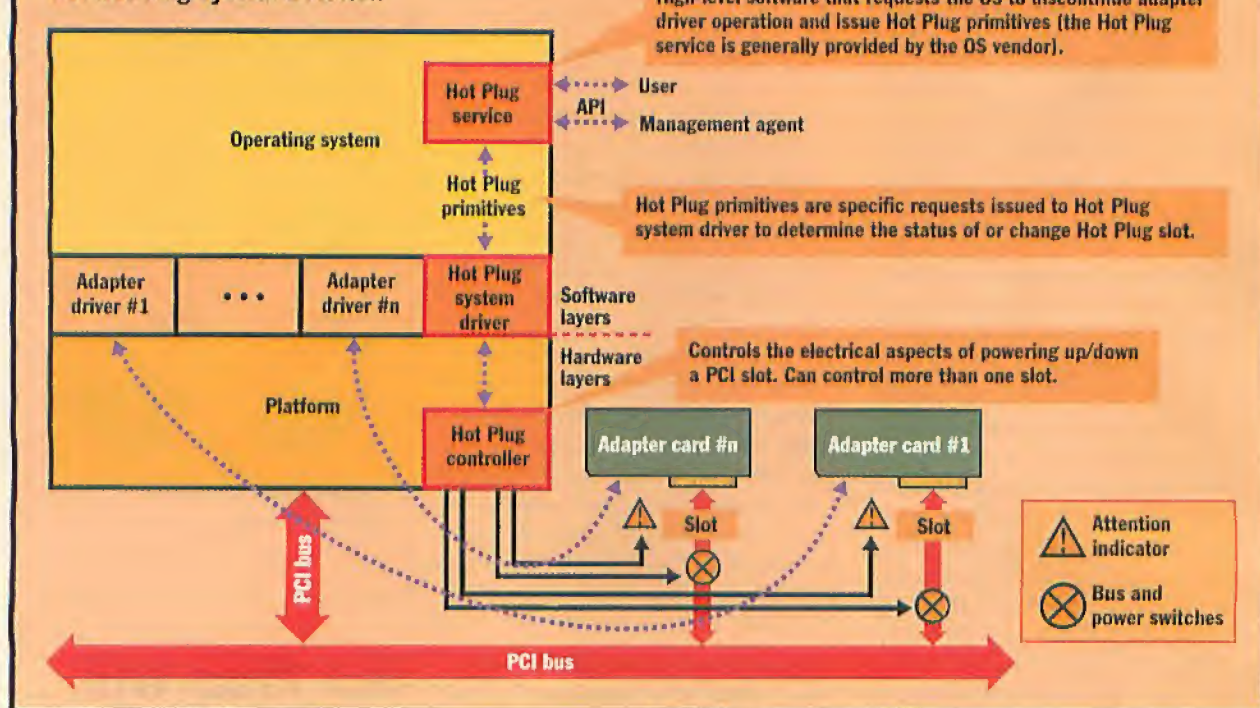 High-level software that requests the OS to discontinue adapter
driver operation and issue Hot Plug primitives (the Hot Plug
service is generally provided by the OS vendor).
Operating system
Hot Plug
service
API
User
Management agent
Hot Plug
primitives
Hot Plug primitives are specific requests issued to Hot Plug
system driver to determine the status of or change Hot Plug slot.
Adapter
driver #1
• • •
Adapter
driver #n
Hot Plug
system
driver
Software
layers
Hardware
layers
Controls the electrical aspects of powering up/down
a PCI slot. Can control more than one slot.
Platform
Hot Plug
controller
Adapter card #n
Adapter card #1
Slot
Slot
PCI bus
PCI bus
Attention
indicator
Bus and
power switches